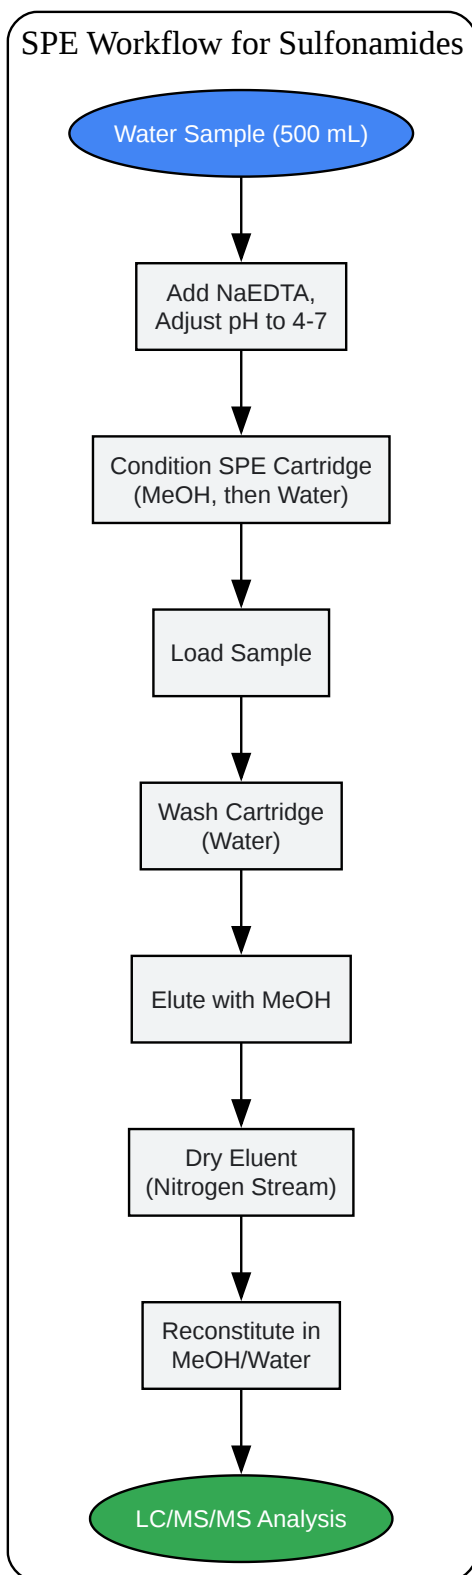 SPE Workflow for Sulfonamides
Water Sample (500 mL)
Add NaEDTA,
Adjust pH to 4-7
Condition SPE Cartridge
(MeOH, then Water)
Load Sample
Wash Cartridge
(Water)
Elute with MeOH
Dry Eluent
(Nitrogen Stream)
Reconstitute in
MeOH/Water
LC/MS/MS Analysis